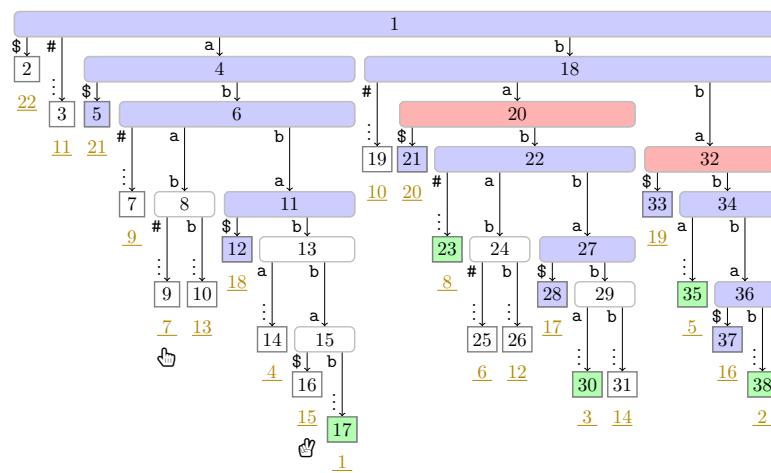 1
$ # a b
2 4 18
22 ⋮ $ b # a b
3 5 6 20
11 21 # a b ⋮ $ b a
19 21 22 32
⋮ b a 10 20 # a b $ b
7 8 11 33 34
9 # b $ b ⋮ b a 19 a b
23 24 27
⋮ ⋮ 12 13 8 # b $ b ⋮ a
9 10 18 a b 28 29 35 36
7 13 ⋮ a ⋮ ⋮ 17 a b 5 $ b
14 15 25 26 37
4 $ b 6 12 ⋮ ⋮ 16 ⋮
16 30 31 38
15 ⋮ 3 14 2
17
1